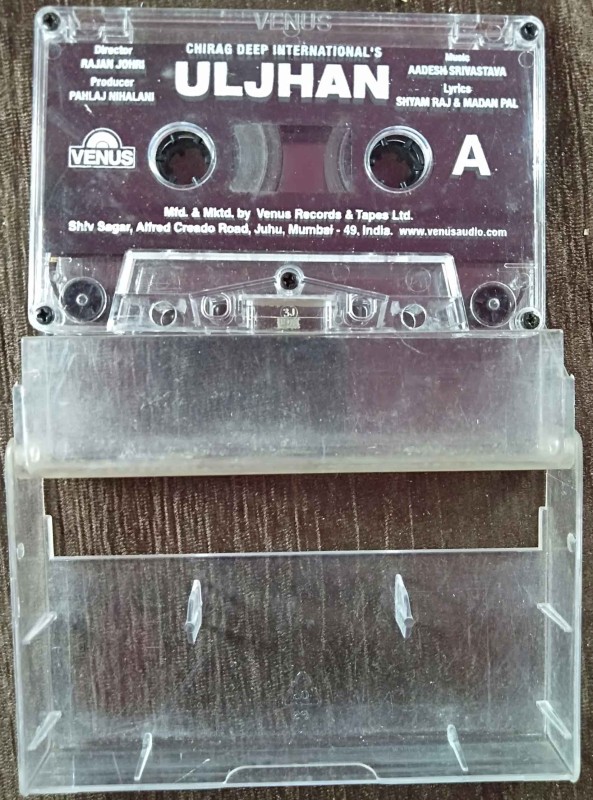 VENUS
Director
RAJAN JOHRI
Producer
PAHLAJ NIHALANI
CHIRAG DEEP INTERNATIONAL'S
ULJHAN
Music
AADESH SRIVASTAVA
Lyrics
SHYAM RAJ & MADAN PAL
VENUS
A
Mfd. & Mktd. by Venus Records & Tapes Ltd.
Shiv Sagar, Alfred Creado Road, Juhu, Mumbai - 49, India. www.venusaudio.com